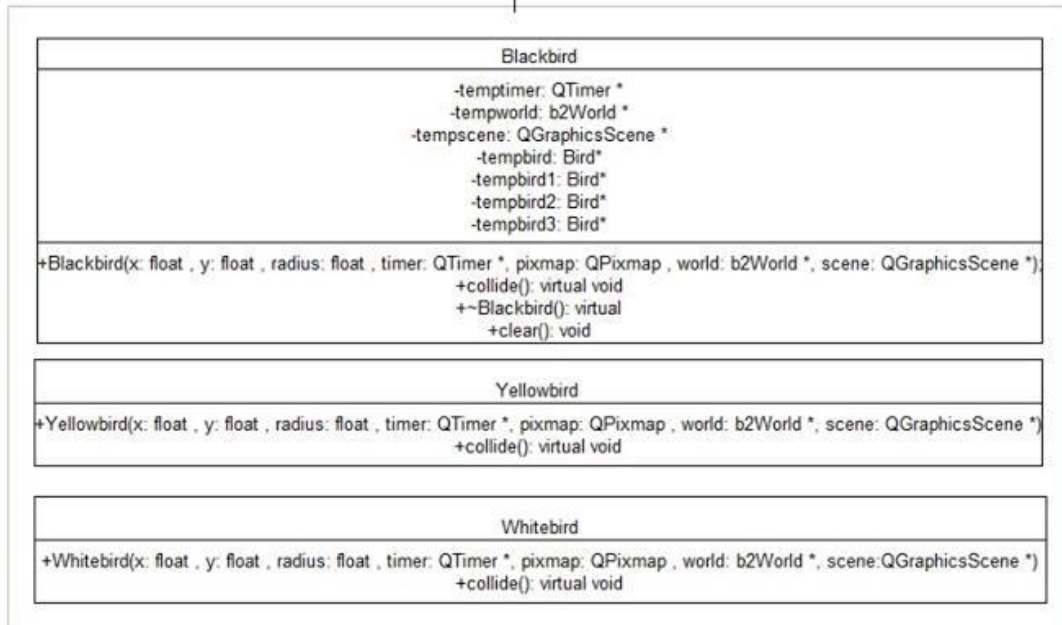 Blackbird
-temptimer: QTimer *
-tempworld: b2World *
-tempscene: QGraphicsScene *
-tempbird: Bird*
-tempbird1: Bird*
-tempbird2: Bird*
-tempbird3: Bird*
+Blackbird(x: float , y: float , radius: float , timer: QTimer *, pixmap: QPixmap , world: b2World *, scene: QGraphicsScene *);
+collide(): virtual void
+~Blackbird(): virtual
+clear(): void
Yellowbird
+Yellowbird(x: float , y: float , radius: float , timer: QTimer *, pixmap: QPixmap , world: b2World *, scene: QGraphicsScene *)
+collide(): virtual void
Whitebird
+Whitebird(x: float , y: float , radius: float , timer: QTimer *, pixmap: QPixmap , world: b2World *, scene:QGraphicsScene *)
+collide(): virtual void